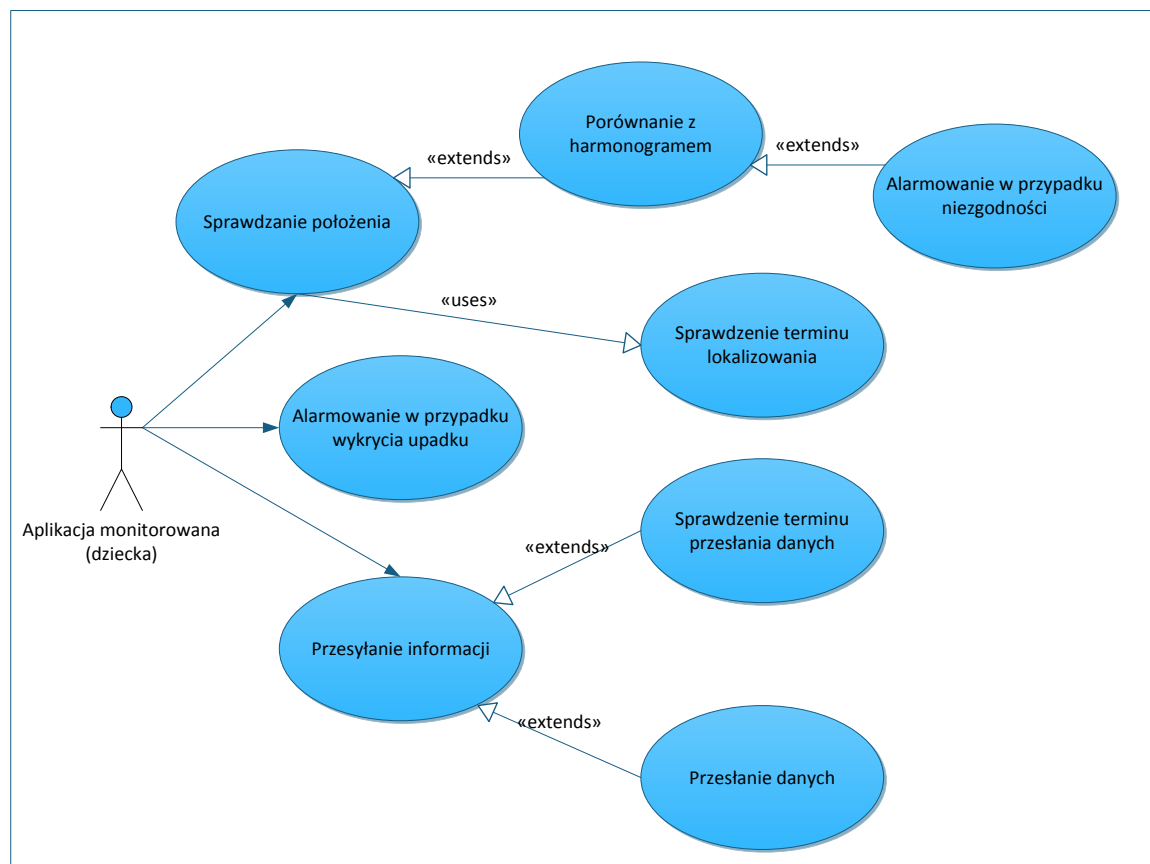 Porównanie z
harmonogramem
«extends»
«extends»
Alarmowanie w przypadku
niezgodności
Sprawdzanie położenia
«uses»
Sprawdzenie terminu
lokalizowania
Alarmowanie w przypadku
wykrycia upadku
Aplikacja monitorowana
(dziecka)
Sprawdzenie terminu
przesłania danych
«extends»
Przesyłanie informacji
«extends»
Przesłanie danych